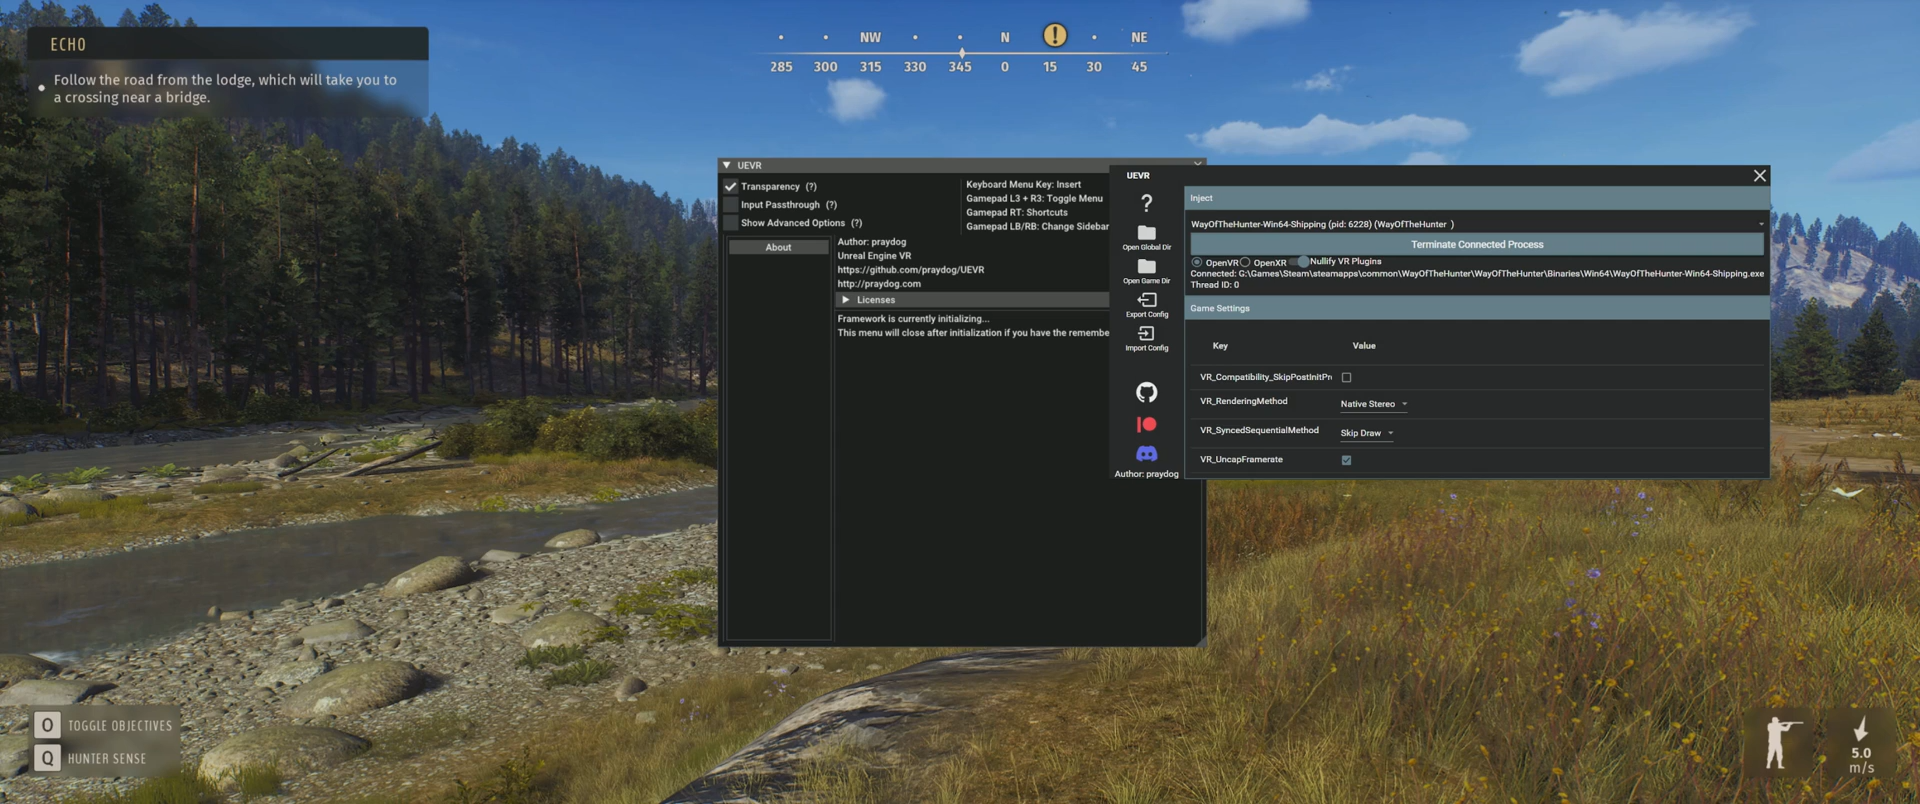 ECHO
Follow the road from the lodge, which will take you to
a crossing near a bridge.
NW N ! NE
285 300 315 330 345 0 15 30 45
UEVR
Transparency (?)
Input Passthrough (?)
Show Advanced Options (?)
Keyboard Menu Key: Insert
Gamepad L3 + R3: Toggle Menu
Gamepad RT: Shortcuts
Gamepad LB/RB: Change Sidebar
About
Author: praydog
Unreal Engine VR
https://github.com/praydog/UEVR
http://praydog.com
Licenses
Framework is currently initializing...
This menu will close after initialization if you have the remembe
UEVR
?
Open Global Dir
Open Game Dir
Export Config
Import Config
Author: praydog
Inject
WayOfTheHunter-Win64-Shipping (pid: 6228) (WayOfTheHunter )
Terminate Connected Process
OpenVR OpenXR Nullify VR Plugins
Connected: G:\Games\Steam\steamapps\common\WayOfTheHunter\WayOfTheHunter\Binaries\Win64\WayOfTheHunter-Win64-Shipping.exe
Thread ID: 0
Game Settings
Key Value
VR_Compatibility_SkipPostInitPr
VR_RenderingMethod Native Stereo
VR_SyncedSequentialMethod Skip Draw
VR_UncapFramerate
O TOGGLE OBJECTIVES
Q HUNTER SENSE
5.0
m/s